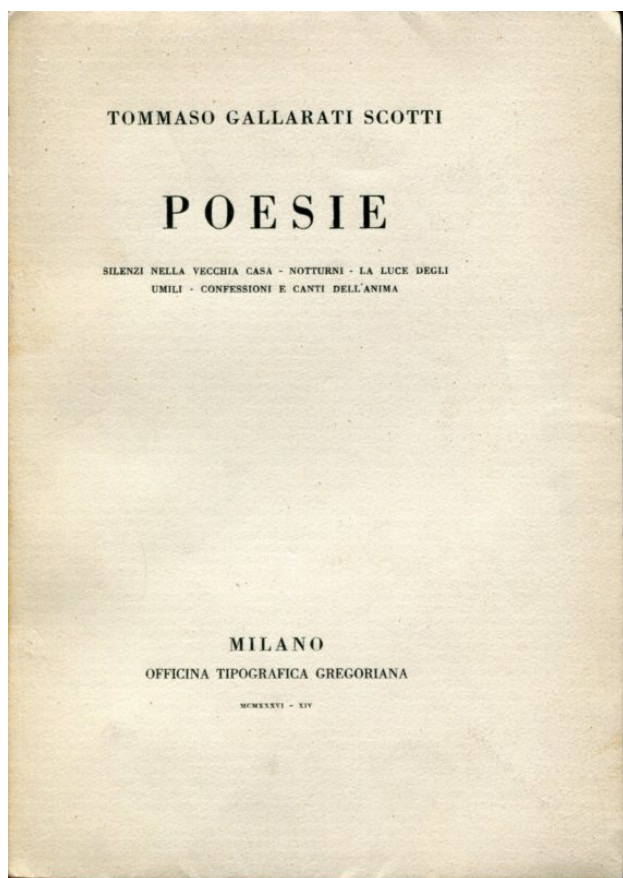 TOMMASO GALLARATI SCOTTI
POESIE
SILENZI NELLA VECCHIA CASA - NOTTURNI - LA LUCE DEGLI
UMILI - CONFESSIONI E CANTI DELL'ANIMA
MILANO
OFFICINA TIPOGRAFICA GREGORIANA
MCMXXXVI - XIV